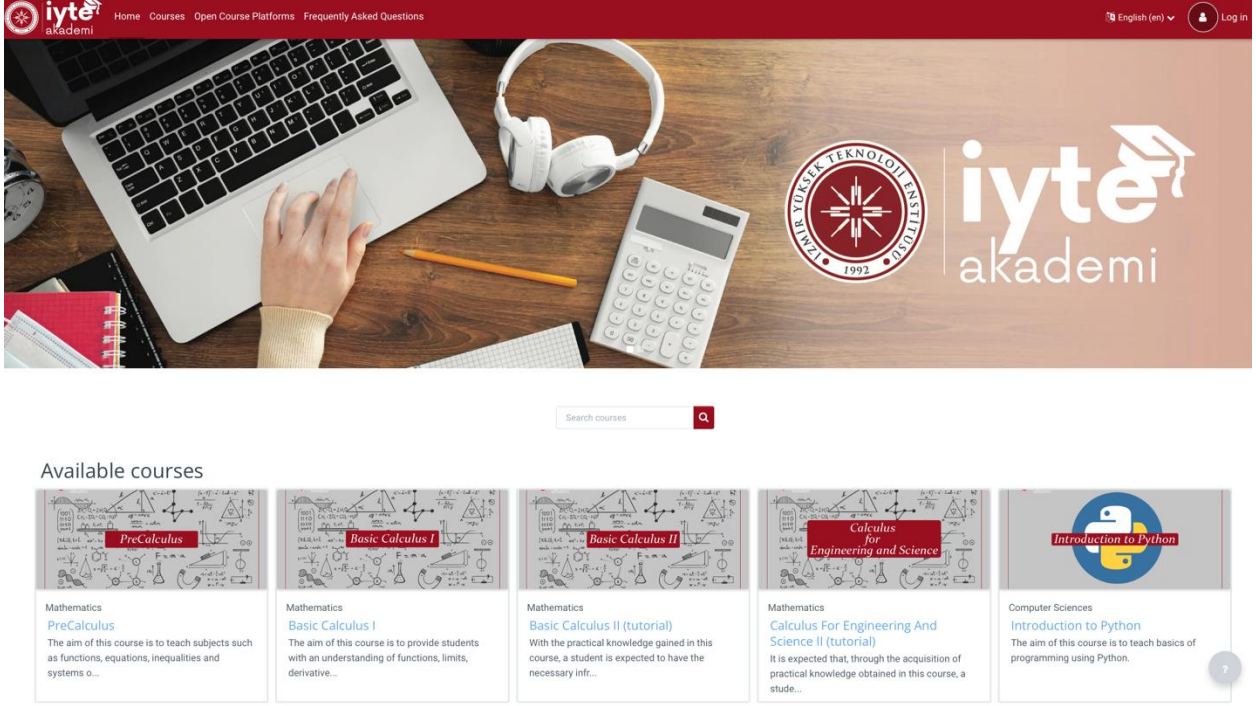 iyte
akademi
Home Courses Open Course Platforms Frequently Asked Questions
English (en)
Log in
İZMİR YÜKSEK TEKNOLOJİ ENSTİTÜSÜ
1992
iyte
akademi
Search courses
Available courses
PreCalculus
Mathematics
PreCalculus
The aim of this course is to teach subjects such
as functions, equations, inequalities and
systems o...
Basic Calculus I
Mathematics
Basic Calculus I
The aim of this course is to provide students
with an understanding of functions, limits,
derivative...
Basic Calculus II
Mathematics
Basic Calculus II (tutorial)
With the practical knowledge gained in this
course, a student is expected to have the
necessary infr...
Calculus
for
Engineering and Science
Mathematics
Calculus For Engineering And
Science II (tutorial)
It is expected that, through the acquisition of
practical knowledge obtained in this course, a
stude...
Introduction to Python
Computer Sciences
Introduction to Python
The aim of this course is to teach basics of
programming using Python.
?